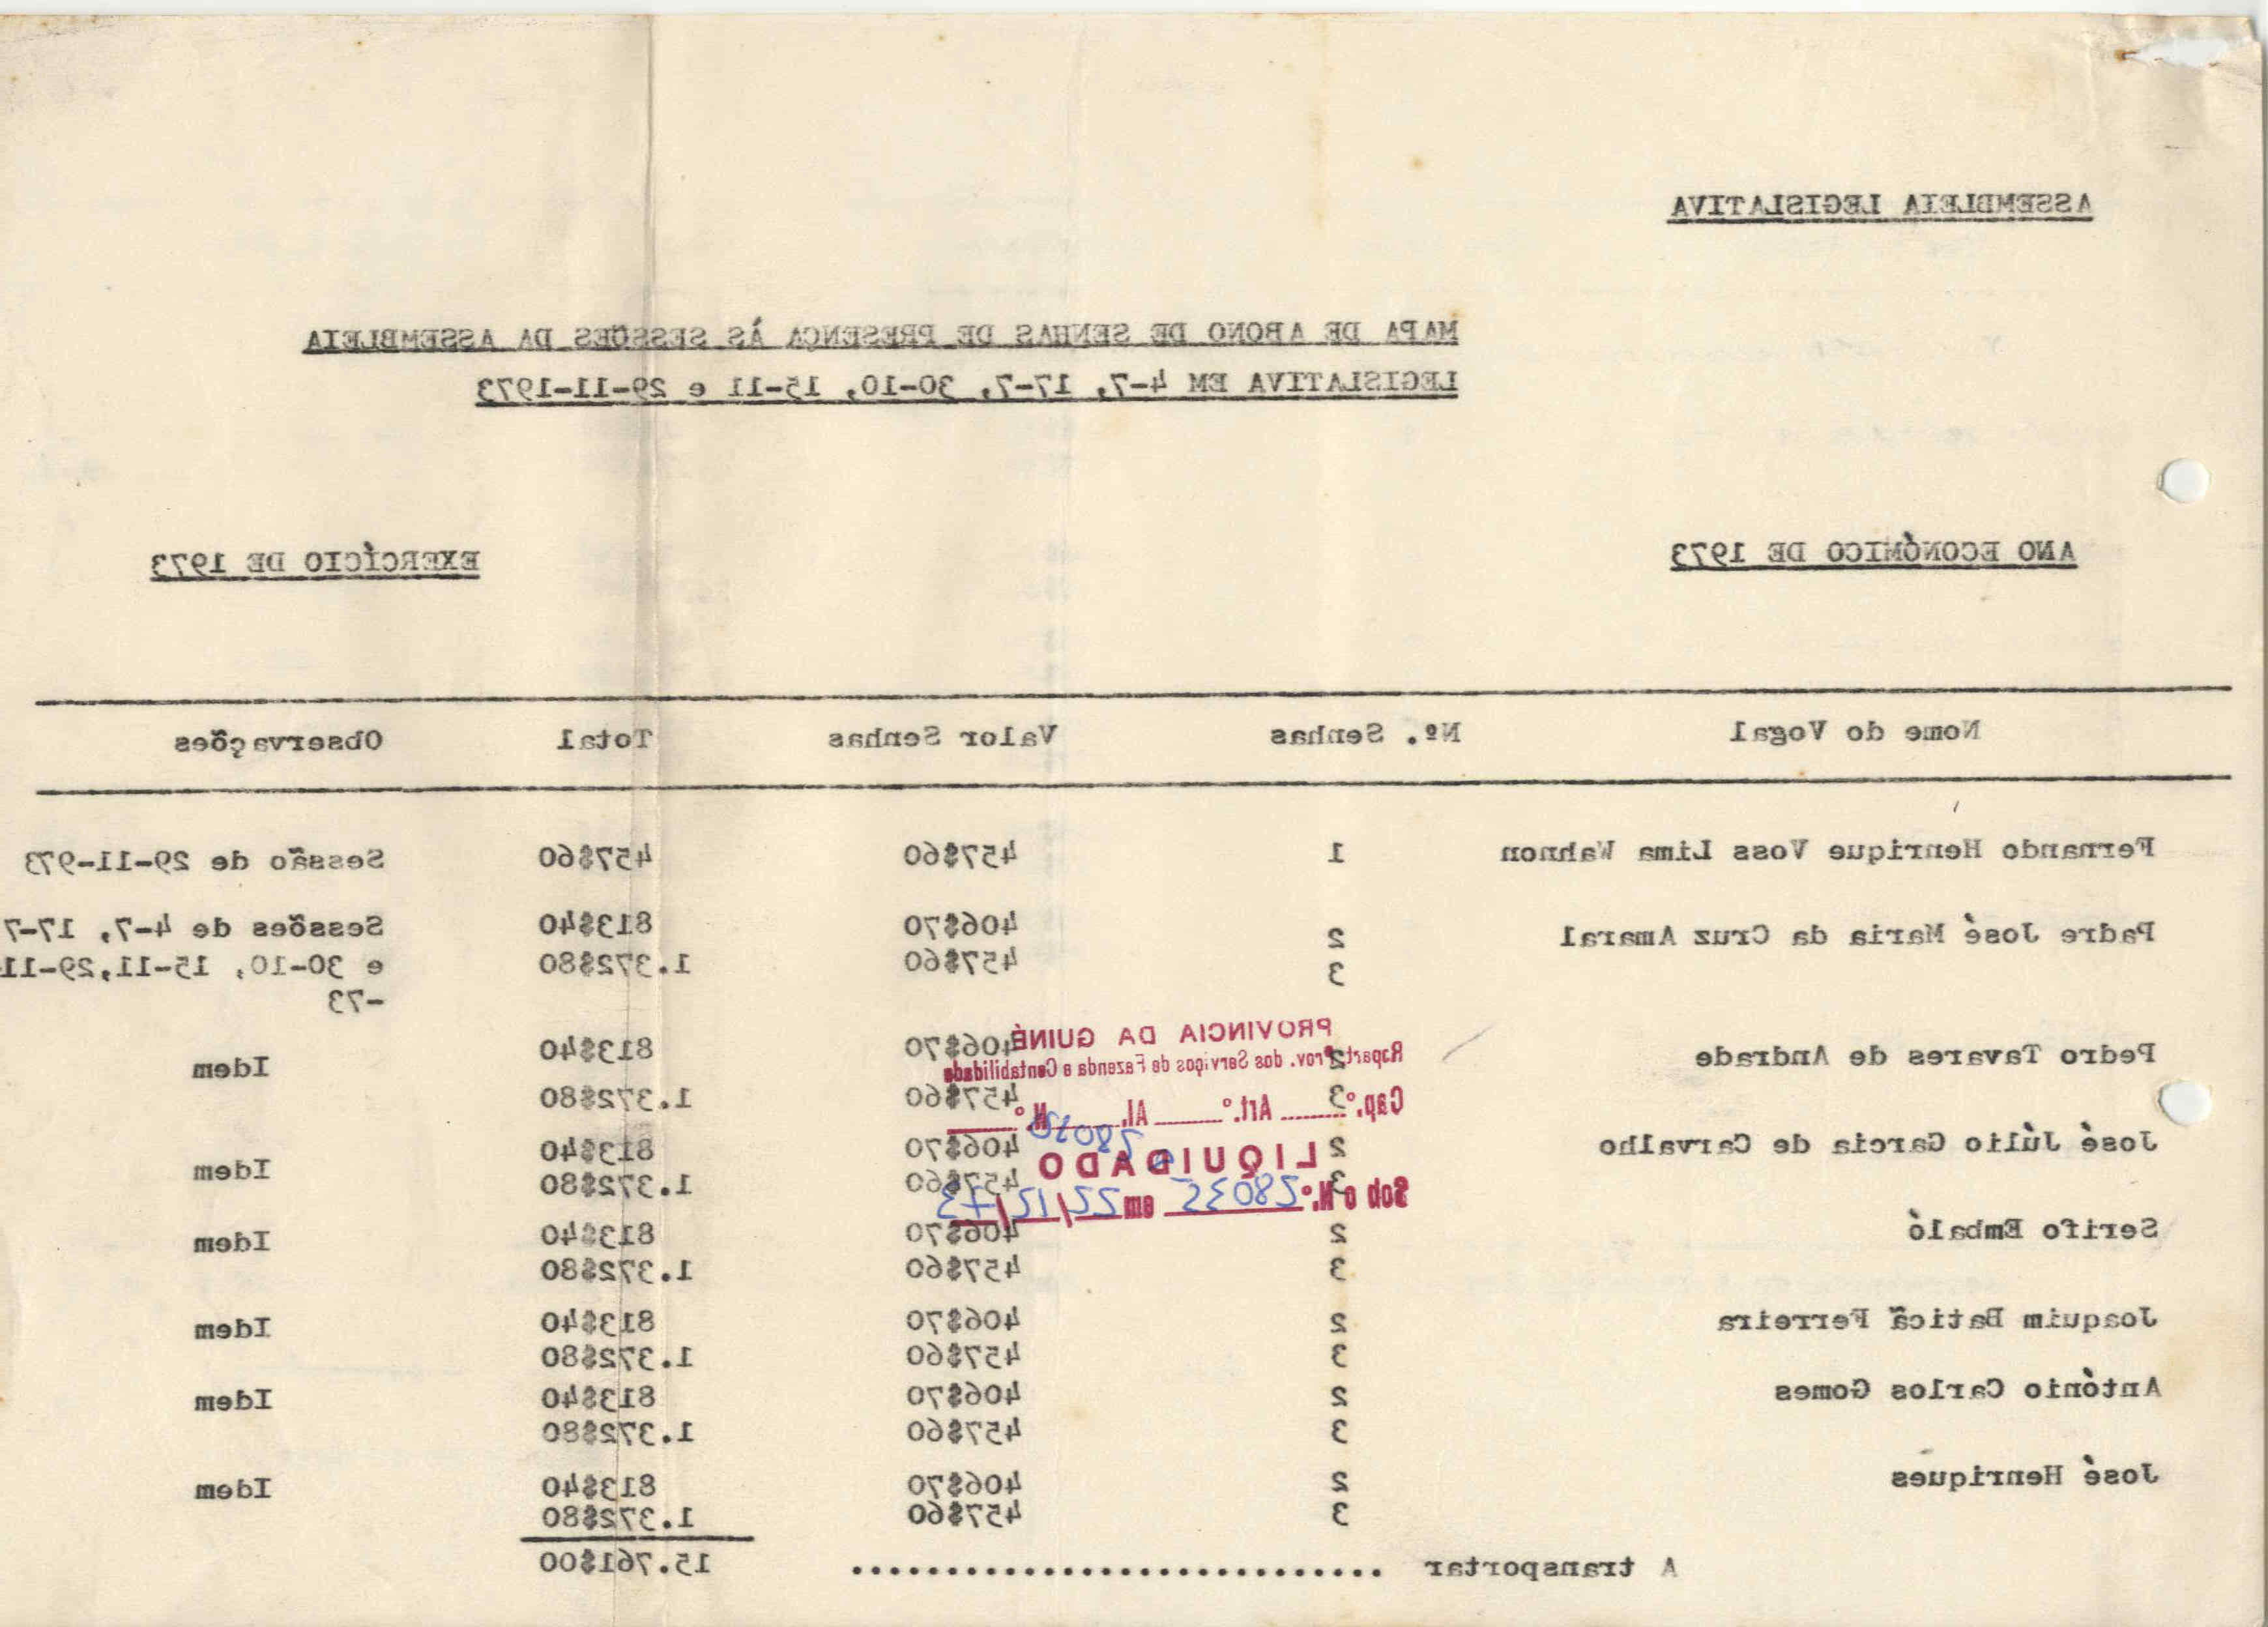 ASSEMBLEIA LEGISLATIVA
MAPA DE ABONO DE SENHAS DE PRESENÇA ÀS SESSÕES DA ASSEMBLEIA
LEGISLATIVA EM 4-7, 17-7, 30-10, 15-11 e 29-11-1973
ANO ECONÓMICO DE 1973 EXERCÍCIO DE 1973
Nome do Vogal Nº. Senhas Valor Senhas Total Observações
Fernando Henrique Voss Lima Wahnon 1 457$60 457$60 Sessão de 29-11-973
Padre José Maria da Cruz Amaral 2 406$70 813$40 Sessões de 4-7, 17-7
3 457$60 1.372$80 e 30-10, 15-11,29-11
-73
PROVINCIA DA GUINÉ
Pedro Tavares de Andrade 2 406$70 813$40 Idem
Repart. Prov. dos Serviços de Fazenda e Contabilidade
3 457$60 1.372$80
Cap.º Art.º Al. N.º
José Júlio Garcia de Carvalho 2 406$70 813$40 Idem
LIQUIDADO
3 457$60 1.372$80
Sob o N.º 28032 em 22/12/73
Serifo Embaló 2 406$70 813$40 Idem
3 457$60 1.372$80
Joaquim Baticã Ferreira 2 406$70 813$40 Idem
3 457$60 1.372$80
António Carlos Gomes 2 406$70 813$40 Idem
3 457$60 1.372$80
José Henriques 2 406$70 813$40 Idem
3 457$60 1.372$80
A transportar ........................... 15.761$00